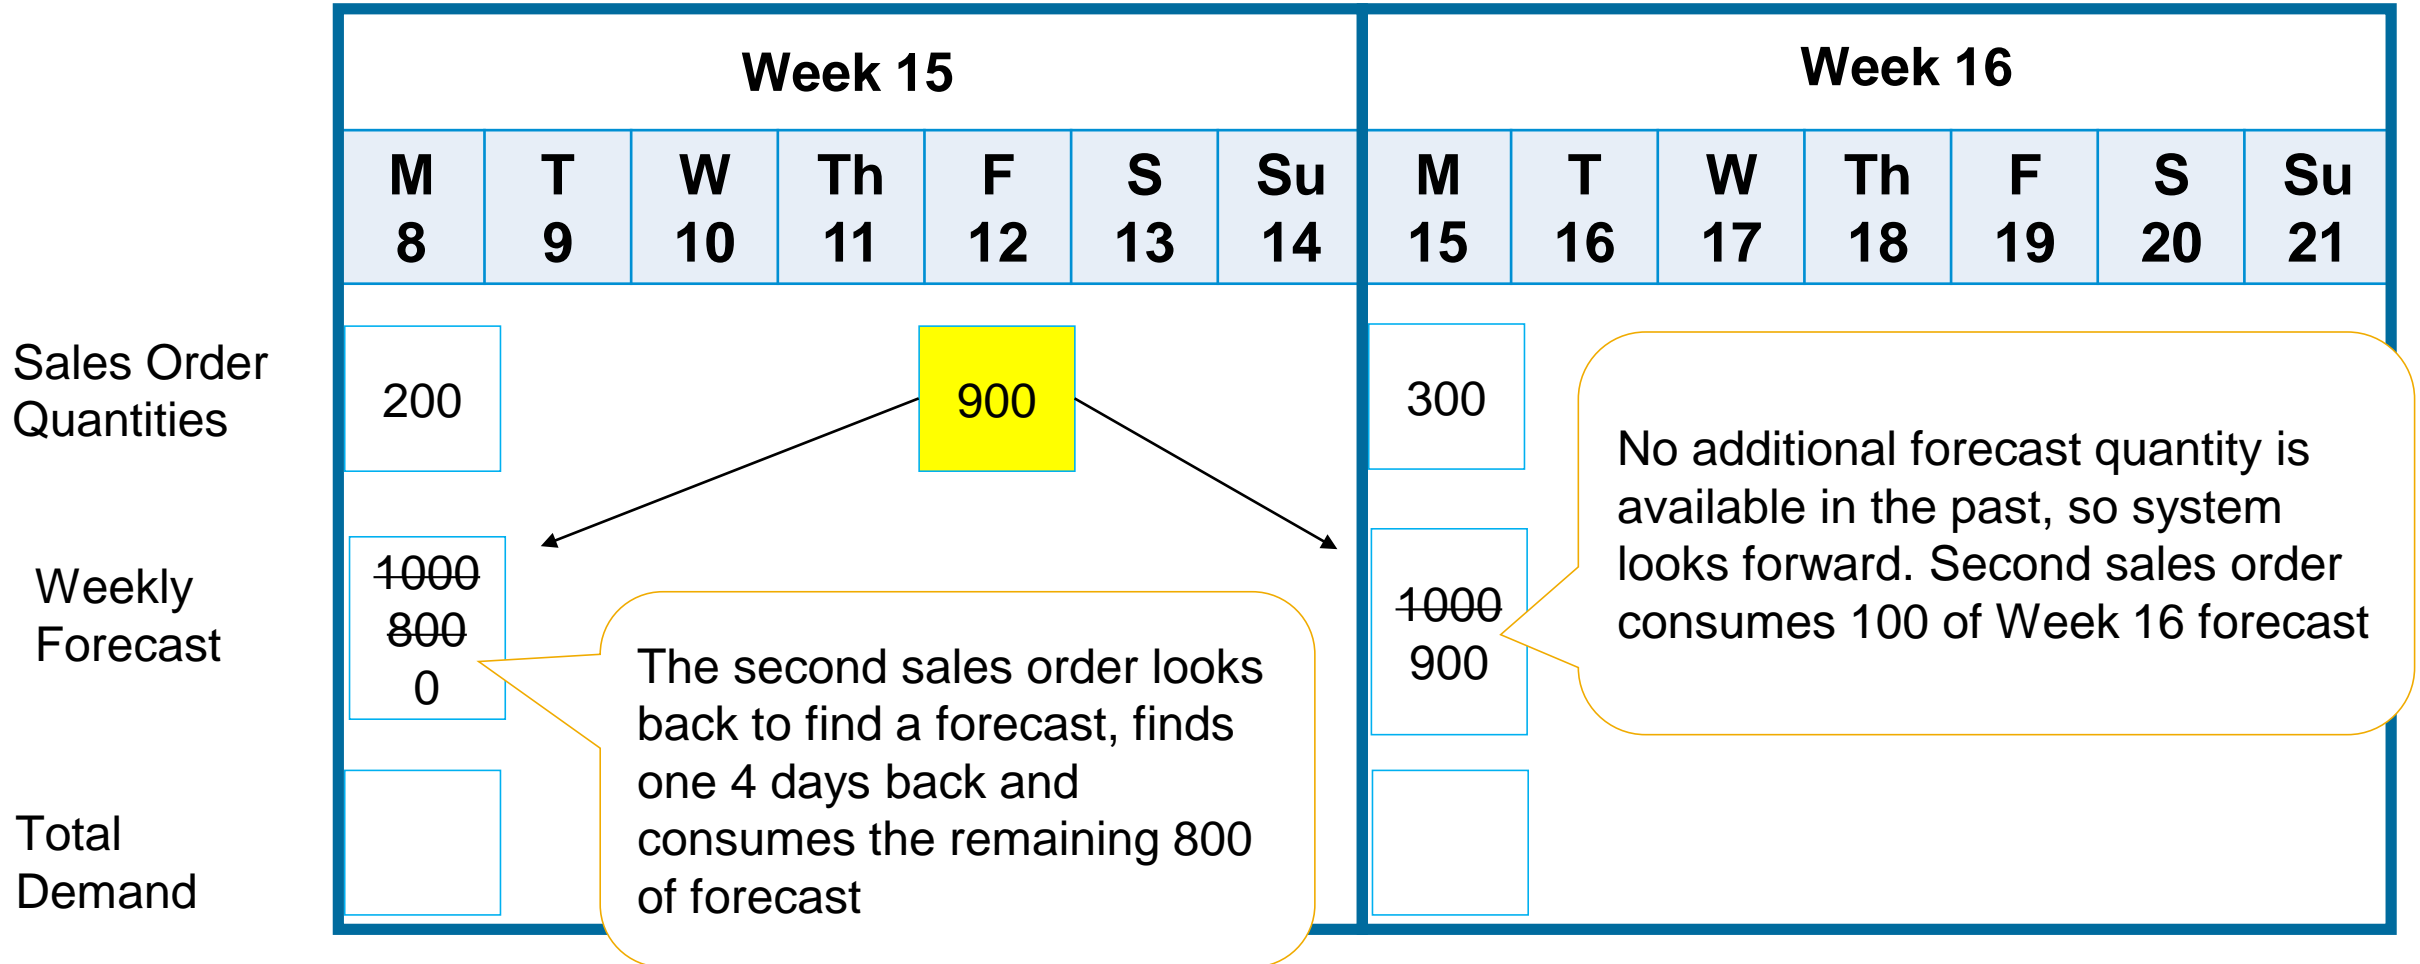 Week 15
Week 16
M T W Th F S Su M T W Th F S Su
8 9 10 11 12 13 14 15 16 17 18 19 20 21
Sales Order
Quantities
200
900
300
No additional forecast quantity is
available in the past, so system
looks forward. Second sales order
consumes 100 of Week 16 forecast
Weekly
Forecast
1000
800
0
1000
900
The second sales order looks
back to find a forecast, finds
one 4 days back and
consumes the remaining 800
of forecast
Total
Demand